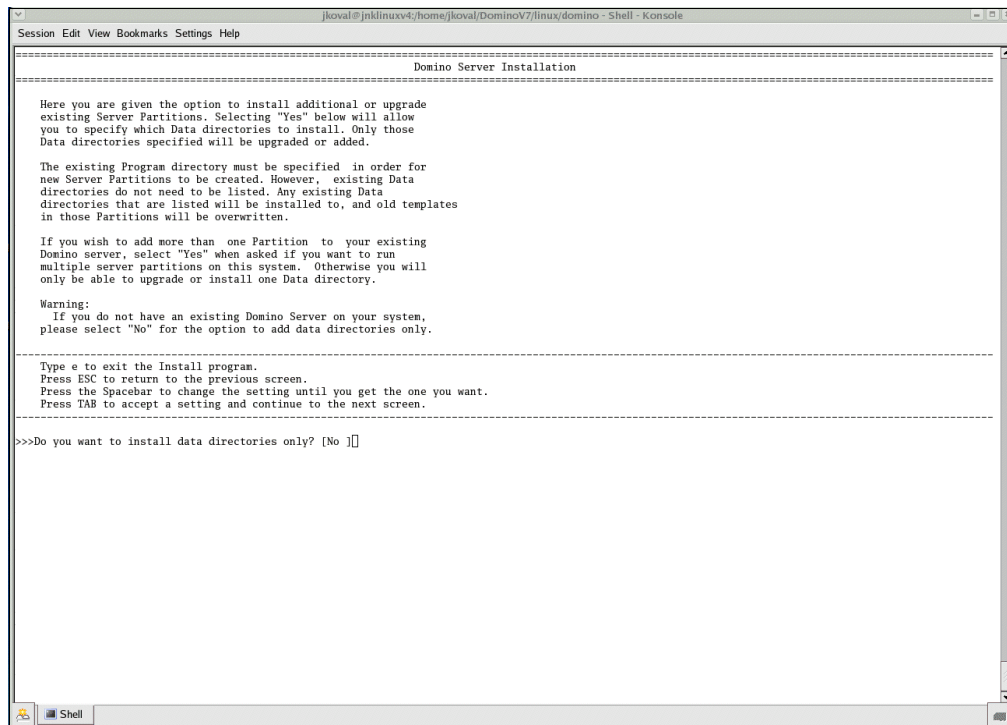 jkoval@jnklinuxv4:/home/jkoval/DominoV7/linux/domino - Shell - Konsole
Session Edit View Bookmarks Settings Help
Domino Server Installation
Here you are given the option to install additional or upgrade
existing Server Partitions. Selecting "Yes" below will allow
you to specify which Data directories to install. Only those
Data directories specified will be upgraded or added.
The existing Program directory must be specified in order for
new Server Partitions to be created. However, existing Data
directories do not need to be listed. Any existing Data
directories that are listed will be installed to, and old templates
in those Partitions will be overwritten.
If you wish to add more than one Partition to your existing
Domino server, select "Yes" when asked if you want to run
multiple server partitions on this system. Otherwise you will
only be able to upgrade or install one Data directory.
Warning:
If you do not have an existing Domino Server on your system,
please select "No" for the option to add data directories only.
Type e to exit the Install program.
Press ESC to return to the previous screen.
Press the Spacebar to change the setting until you get the one you want.
Press TAB to accept a setting and continue to the next screen.
>>>Do you want to install data directories only? [No ]
Shell